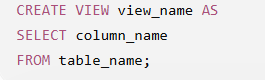 CREATE VIEW view_name AS
SELECT column_name
FROM table_name;